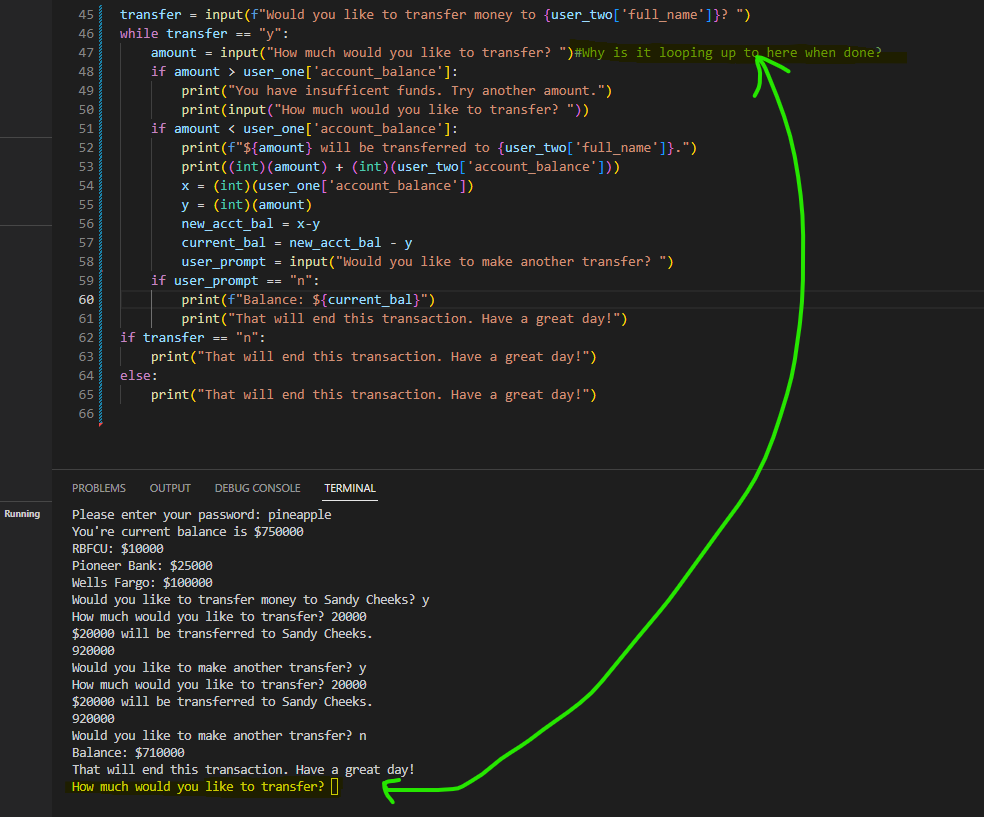 45 transfer = input(f"Would you like to transfer money to {user_two['full_name']}? ")
46 while transfer == "y":
47 amount = input("How much would you like to transfer? ")#Why is it looping up to here when done?
48 if amount > user_one['account_balance']:
49 print("You have insufficent funds. Try another amount.")
50 print(input("How much would you like to transfer? "))
51 if amount < user_one['account_balance']:
52 print(f"${amount} will be transferred to {user_two['full_name']}.")
53 print((int)(amount) + (int)(user_two['account_balance']))
54 x = (int)(user_one['account_balance'])
55 y = (int)(amount)
56 new_acct_bal = x-y
57 current_bal = new_acct_bal - y
58 user_prompt = input("Would you like to make another transfer? ")
59 if user_prompt == "n":
60 print(f"Balance: ${current_bal}")
61 print("That will end this transaction. Have a great day!")
62 if transfer == "n":
63 print("That will end this transaction. Have a great day!")
64 else:
65 print("That will end this transaction. Have a great day!")
66
PROBLEMS OUTPUT DEBUG CONSOLE TERMINAL
Running
Please enter your password: pineapple
You're current balance is $750000
RBFCU: $10000
Pioneer Bank: $25000
Wells Fargo: $100000
Would you like to transfer money to Sandy Cheeks? y
How much would you like to transfer? 20000
$20000 will be transferred to Sandy Cheeks.
920000
Would you like to make another transfer? y
How much would you like to transfer? 20000
$20000 will be transferred to Sandy Cheeks.
920000
Would you like to make another transfer? n
Balance: $710000
That will end this transaction. Have a great day!
How much would you like to transfer?